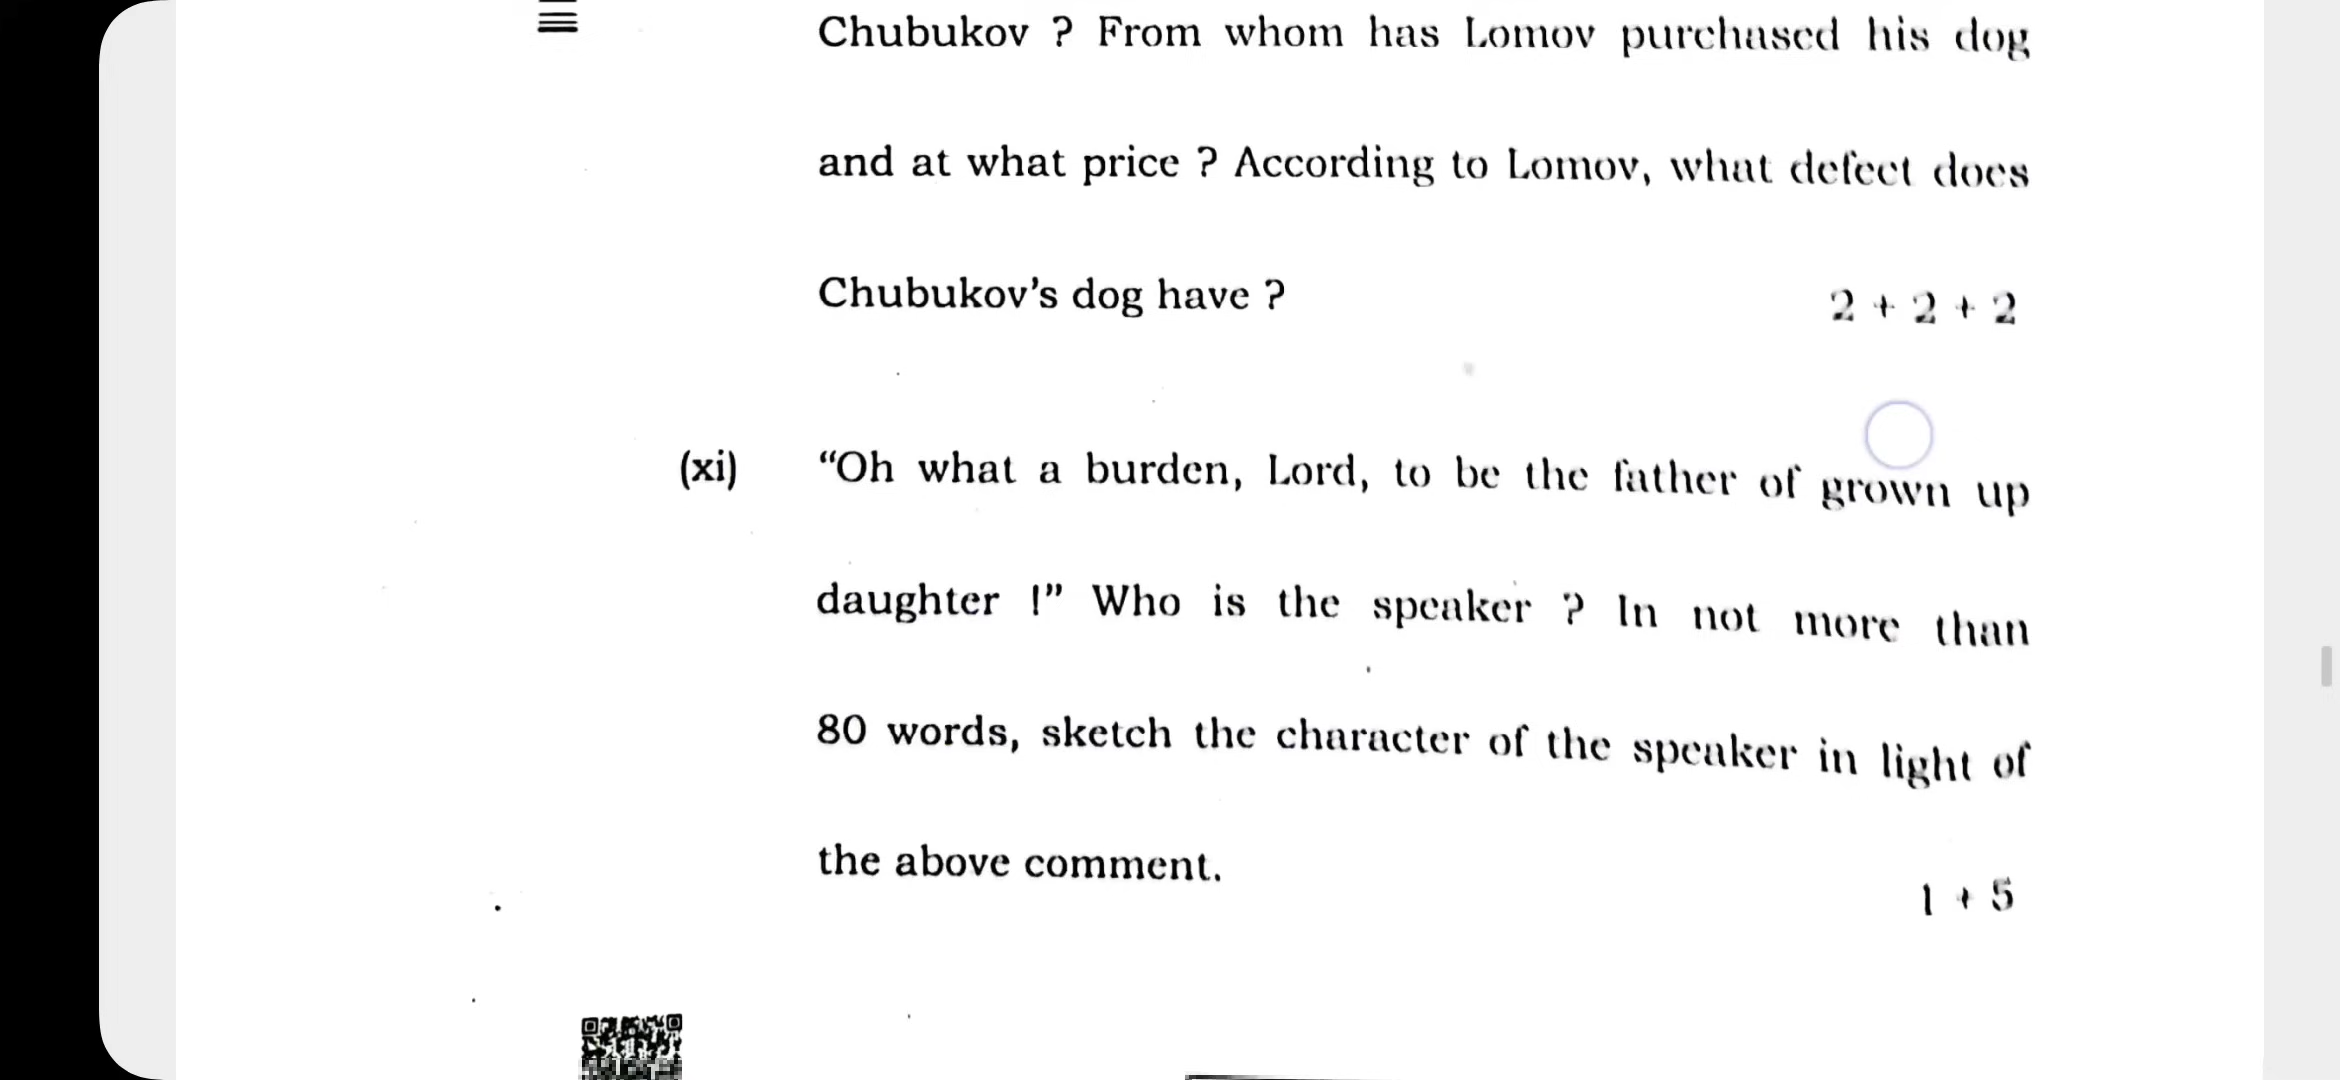 Chubukov ? From whom has Lomov purchased his dog
and at what price ? According to Lomov, what defect does
Chubukov's dog have ?
2 + 2 + 2
(xi) “Oh what a burden, Lord, to be the father of grown up
daughter !” Who is the speaker ? In not more than
80 words, sketch the character of the speaker in light of
the above comment.
1 + 5